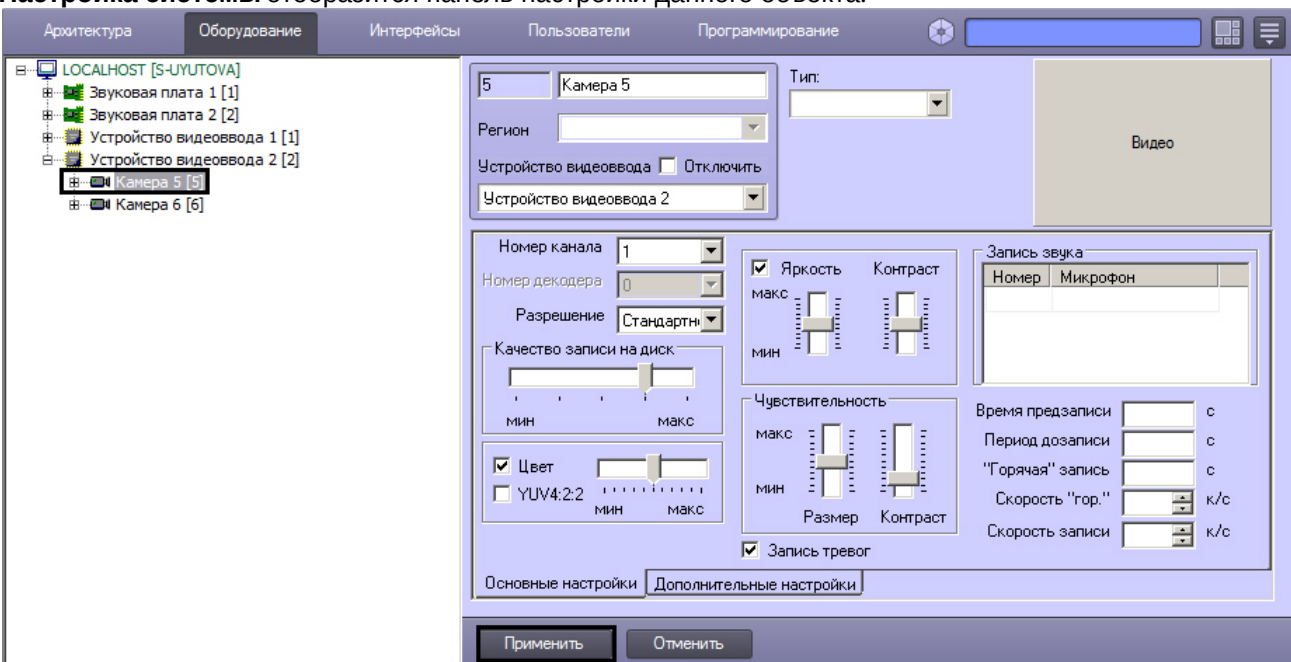 Настройка системы отобразится панель настройки данного объекта.
Архитектура Оборудование Интерфейсы Пользователи Программирование
LOCALHOST [S-UYUTOVA]
Звуковая плата 1 [1]
Звуковая плата 2 [2]
Устройство видеоввода 1 [1]
Устройство видеоввода 2 [2]
Камера 5 [5]
Камера 6 [6]
5 Камера 5
Тип:
Регион
Устройство видеоввода Отключить
Устройство видеоввода 2
Видео
Номер канала 1
Номер декодера 0
Разрешение Стандартн
Качество записи на диск
мин макс
Цвет
YUV4:2:2
мин макс
Яркость Контраст
макс
мин
Чувствительность
макс
мин
Размер Контраст
Запись тревог
Запись звука
Номер Микрофон
Время предзаписи с
Период дозаписи с
"Горячая" запись с
Скорость "гор." к/с
Скорость записи к/с
Основные настройки Дополнительные настройки
Применить Отменить